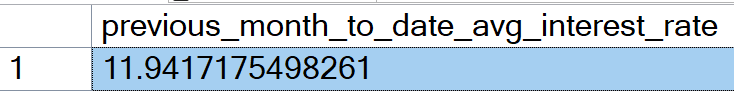 previous_month_to_date_avg_interest_rate
1 11.9417175498261